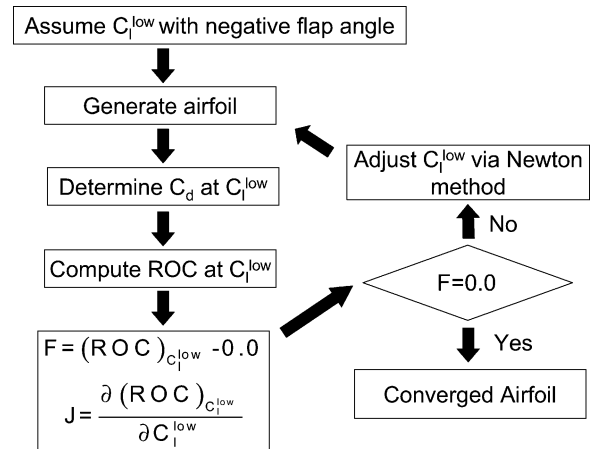 Assume C_l^low with negative flap angle
Generate airfoil
Determine C_d at C_l^low
Compute ROC at C_l^low
F = (ROC)_{C_l^low} -0.0
J= ∂ (ROC)_{C_l^low} / ∂C_l^low
F=0.0
No
Adjust C_l^low via Newton
method
Yes
Converged Airfoil